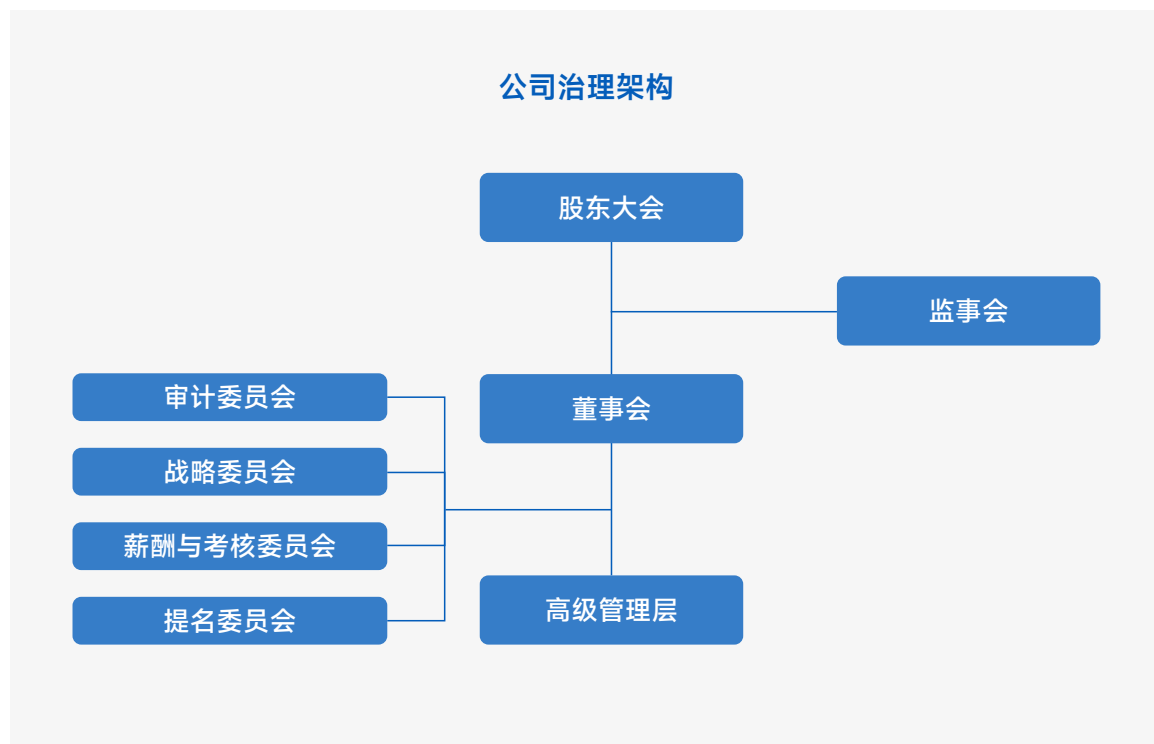 公司治理架构
股东大会
监事会
董事会
审计委员会
战略委员会
薪酬与考核委员会
提名委员会
高级管理层